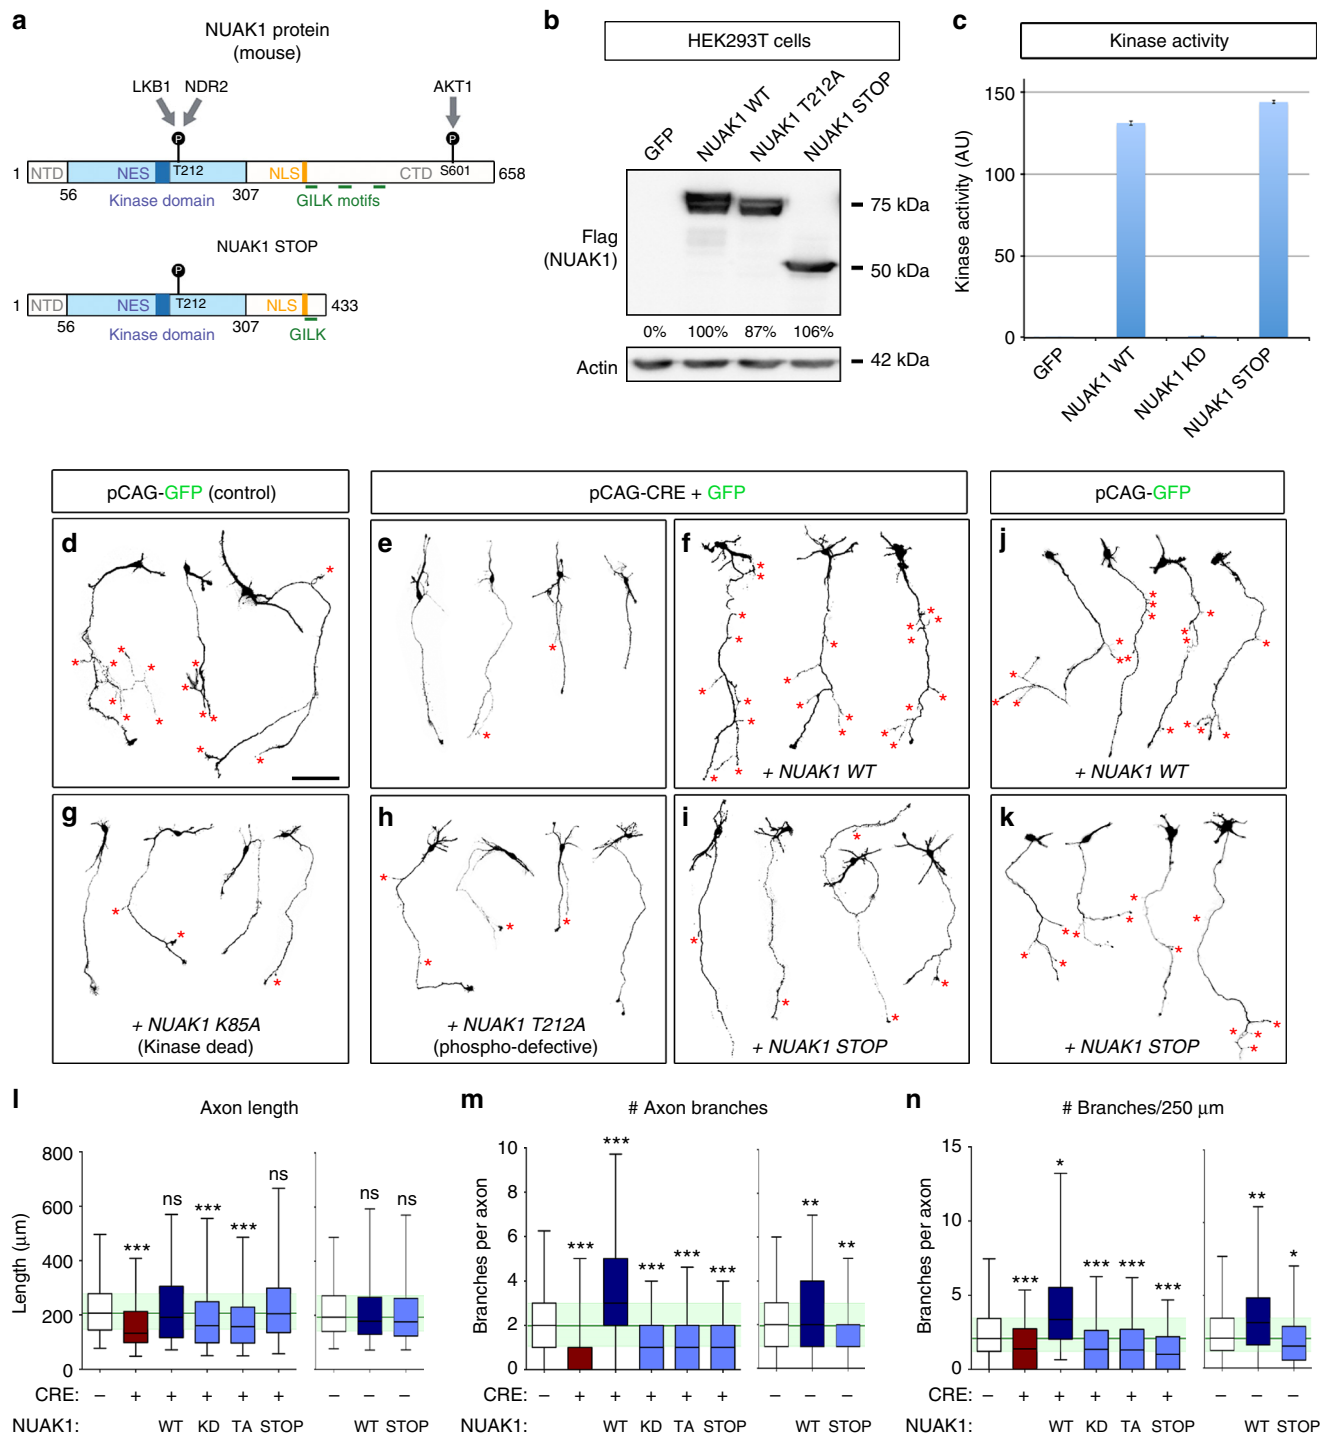 a
NUAK1 protein
(mouse)
LKB1 NDR2 AKT1
P P
1 NTD NES T212 NLS CTD S601 658
56 307
Kinase domain GILK motifs
NUAK1 STOP
P
1 NTD NES T212 NLS 433
56 307
Kinase domain GILK
b
HEK293T cells
GFP NUAK1 WT NUAK1 T212A NUAK1 STOP
Flag
(NUAK1)
75 kDa
50 kDa
0% 100% 87% 106%
Actin 42 kDa
c
Kinase activity
Kinase activity (AU)
150
100
50
0
GFP NUAK1 WT NUAK1 KD NUAK1 STOP
pCAG-GFP (control)
pCAG-CRE + GFP
pCAG-GFP
d
* * * * * * * * * * * * * *
e
* *
f
+ NUAK1 WT
j
+ NUAK1 WT
g
+ NUAK1 K85A
(Kinase dead)
h
+ NUAK1 T212A
(phospho-defective)
i
+ NUAK1 STOP
k
+ NUAK1 STOP
l
Axon length
Length (μm)
800
600
400
200
0
*** ns *** *** ns ns ns
CRE: – + + + + + – – –
NUAK1: WT KD TA STOP WT STOP
m
# Axon branches
Branches per axon
10
8
6
4
2
0
*** *** *** *** *** ** **
CRE: – + + + + + – – –
NUAK1: WT KD TA STOP WT STOP
n
# Branches/250 μm
Branches per axon
15
10
5
0
*** * *** *** *** ** *
CRE: – + + + + + – – –
NUAK1: WT KD TA STOP WT STOP